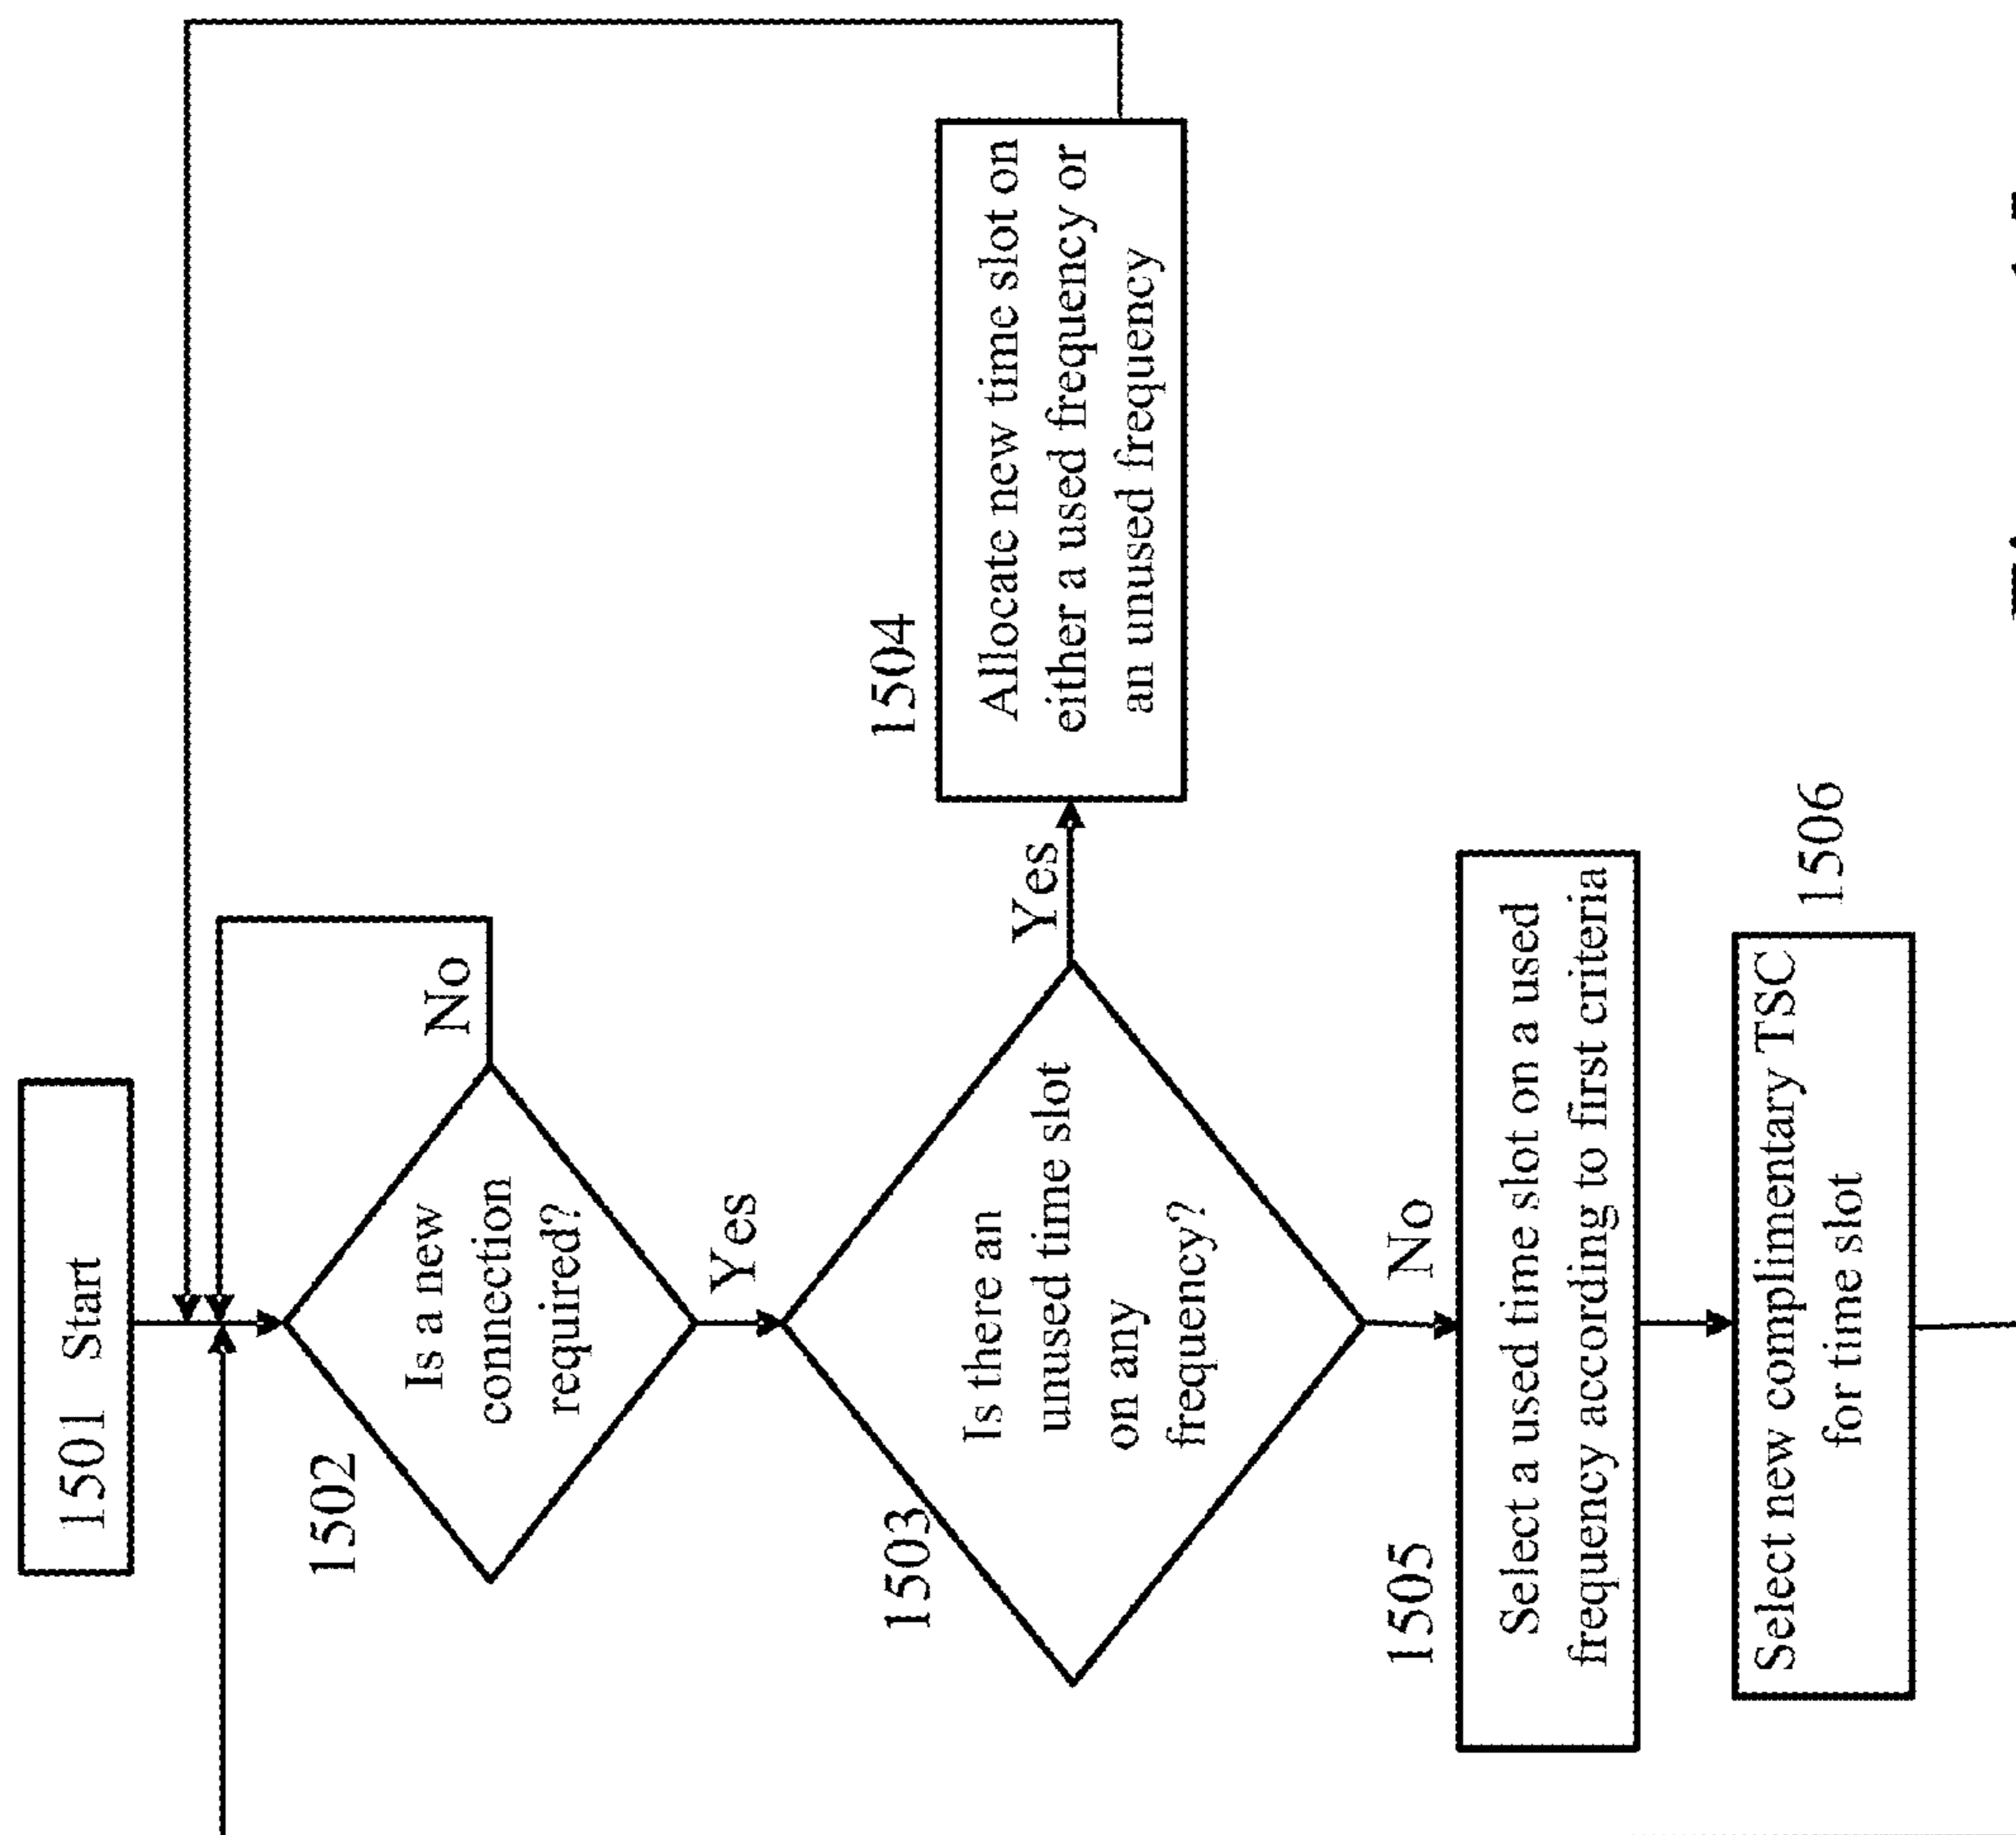 1501 Start
1502
Is a new
connection
required?
No
Yes
1503
Is there an
unused time slot
on any
frequency?
Yes
1504
Allocate new time slot on
either a used frequency or
an unused frequency
No
1505
Select a used time slot on a used
frequency according to first criteria
1506
Select new complimentary TSC
for time slot